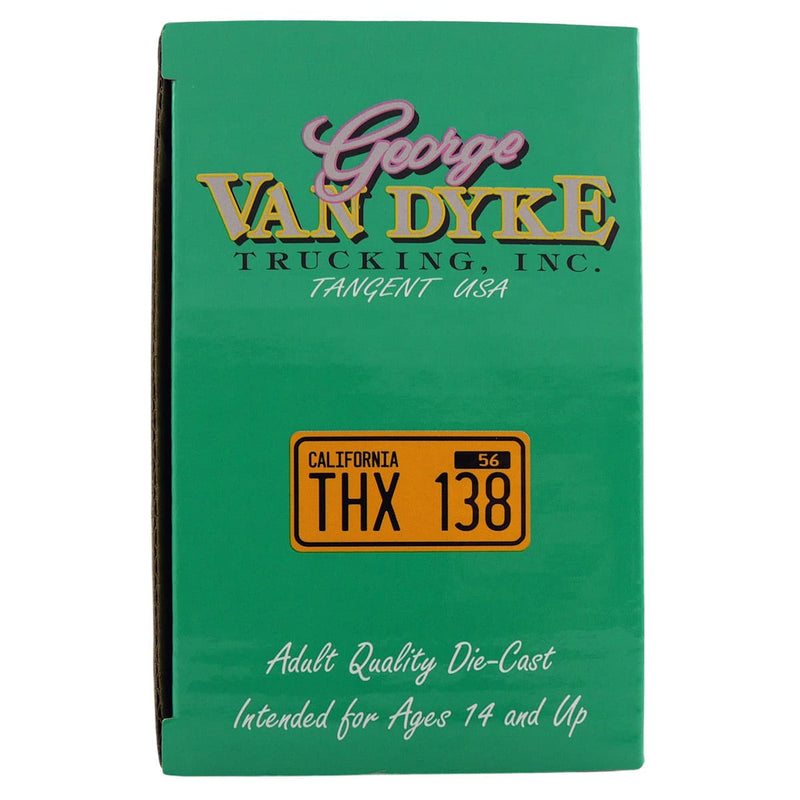 George
VAN DYKE
TRUCKING, INC.
TANGENT USA
CALIFORNIA 56
THX 138
Adult Quality Die-Cast
Intended for Ages 14 and Up